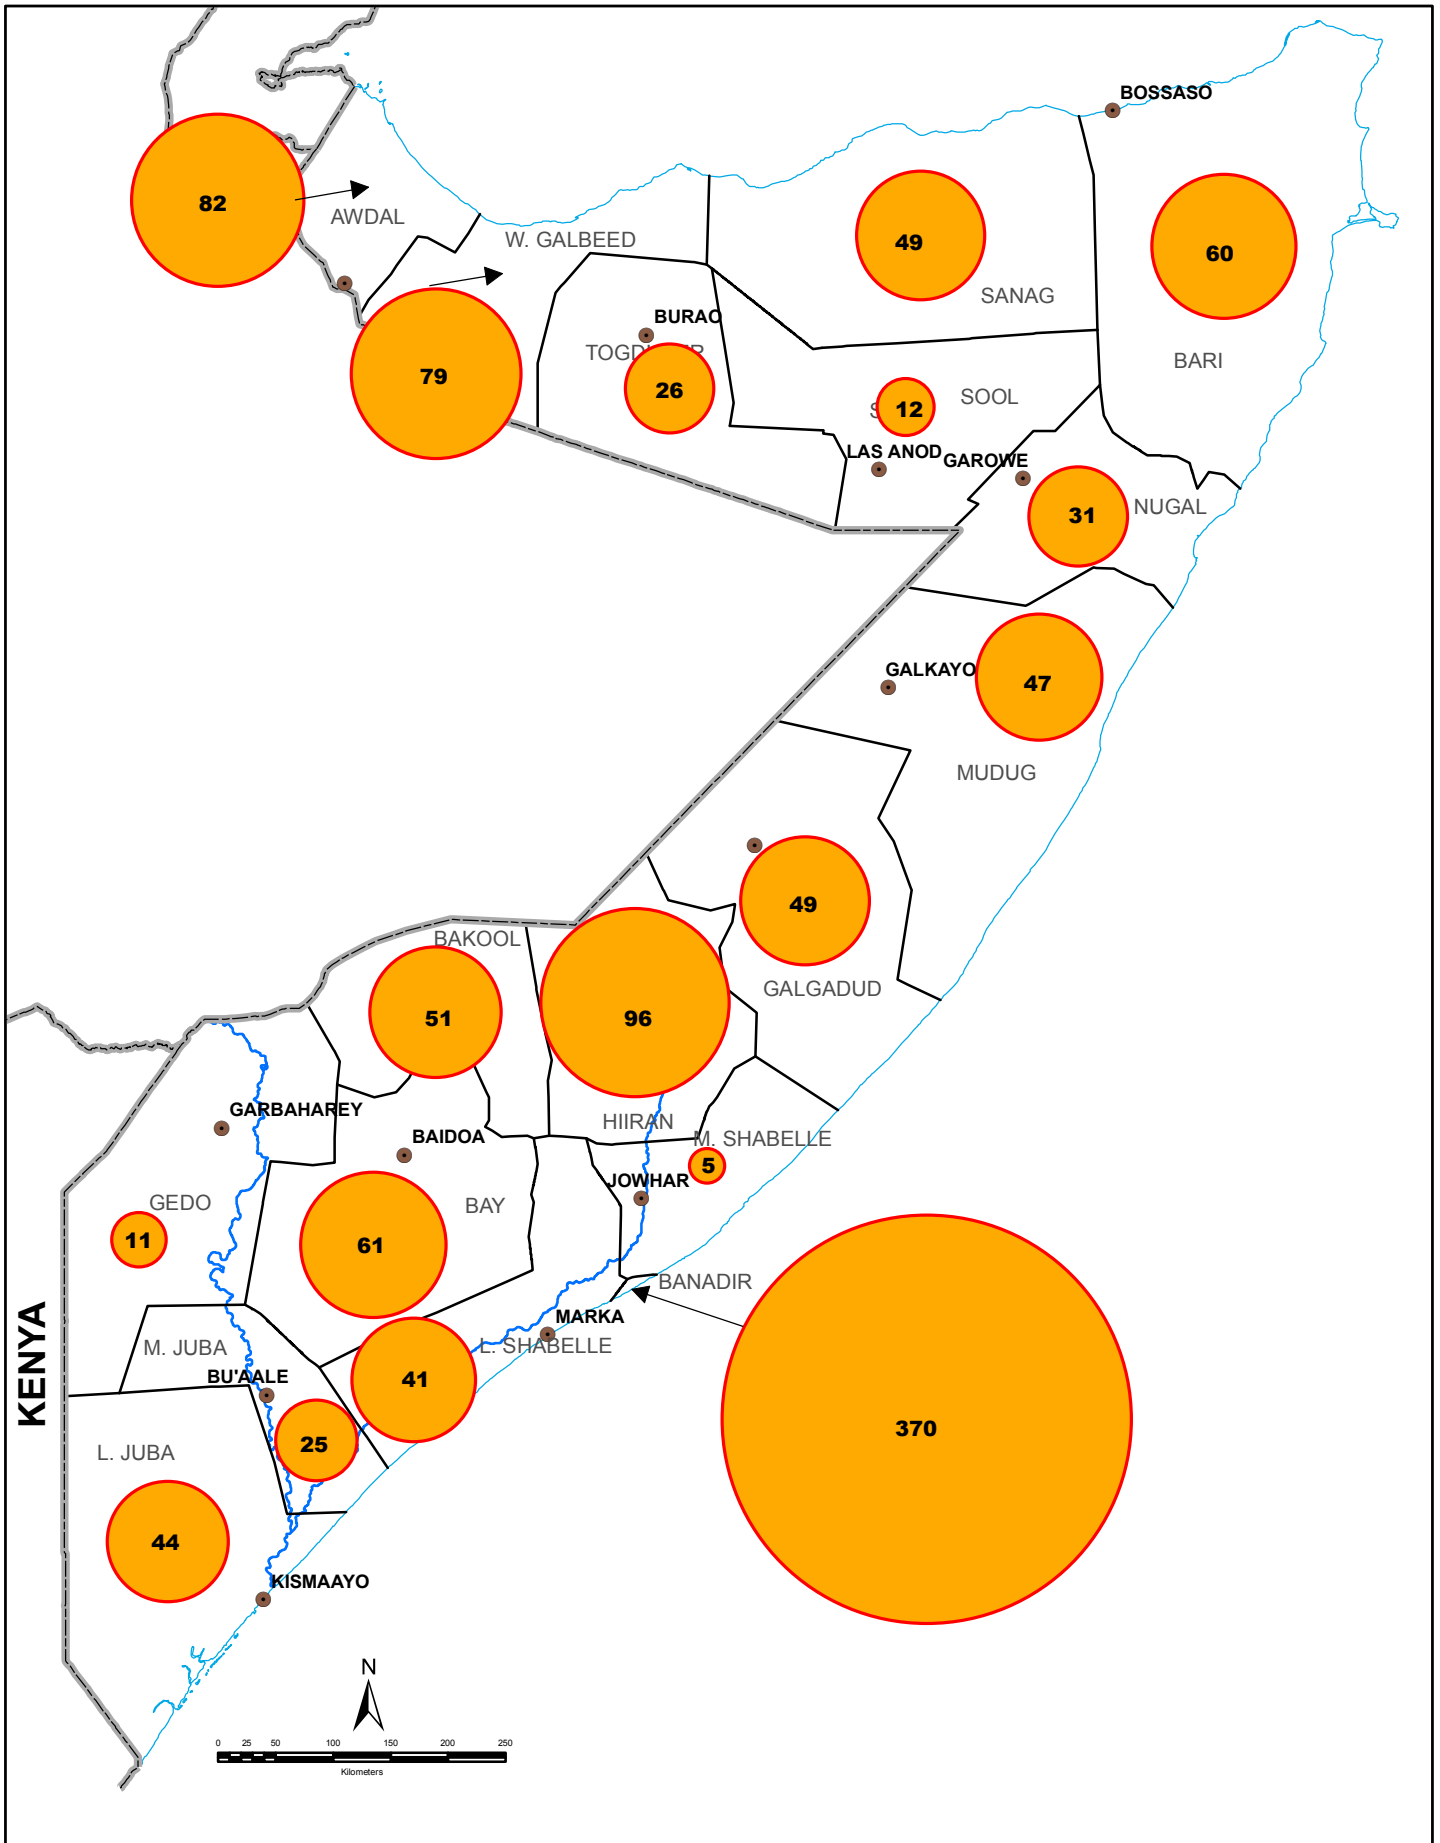 BOSSASO
82
AWDAL
W. GALBEED
49
60
SANAG
BURAO
79
26
12
SOOL
BARI
LAS ANOD
GAROWE
31
NUGAL
GALKAYO
47
MUDUG
49
BAKOOL
GALGADUD
51
96
GARBAHAREY
HIIRAN
BAIDOA
M. SHABELLE
5
JOWHAR
GEDO
BAY
11
61
BANADIR
MARKA
M. JUBA
L. SHABELLE
KENYA
BU'AALE
41
370
25
L. JUBA
44
KISMAAYO
N
0 25 50 100 150 200 250
Kilometers